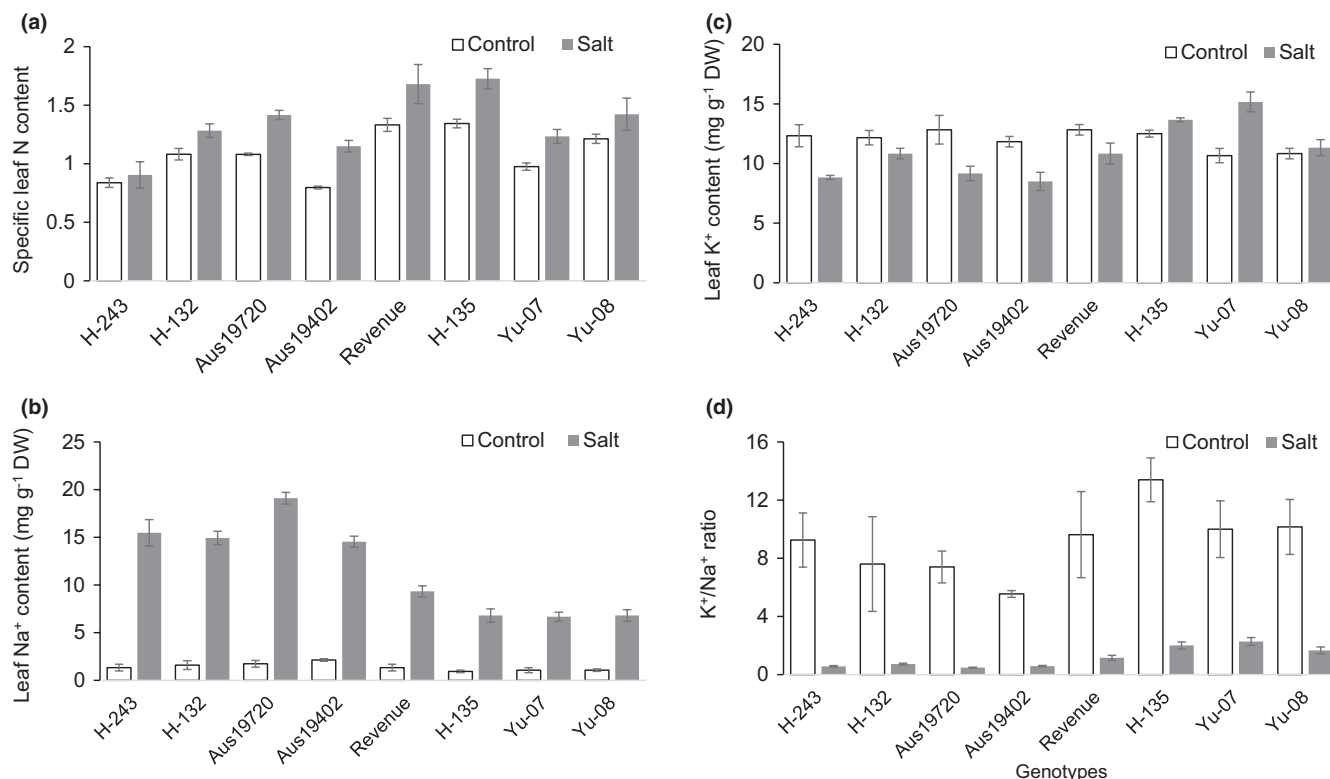 (a)
Control Salt
Specific leaf N content
2
1.5
1
0.5
0
H-243 H-132 Aus19720 Aus19402 Revenue H-135 Yu-07 Yu-08
(c)
Control Salt
Leaf K⁺ content (mg g⁻¹ DW)
20
15
10
5
0
H-243 H-132 Aus19720 Aus19402 Revenue H-135 Yu-07 Yu-08
(b)
Control Salt
Leaf Na⁺ content (mg g⁻¹ DW)
25
20
15
10
5
0
H-243 H-132 Aus19720 Aus19402 Revenue H-135 Yu-07 Yu-08
(d)
Control Salt
K⁺/Na⁺ ratio
16
12
8
4
0
H-243 H-132 Aus19720 Aus19402 Revenue H-135 Yu-07 Yu-08
Genotypes